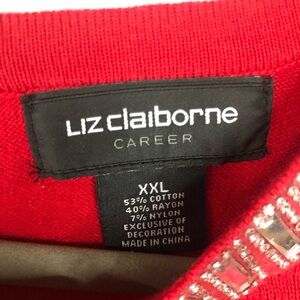 Liz claiborne
CAREER
XXL
53% COTTON
40% RAYON
7% NYLON
EXCLUSIVE OF
DECORATION
MADE IN CHINA